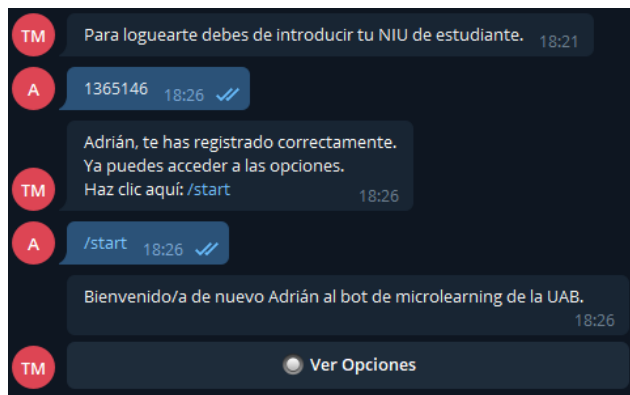 TM
Para loguearte debes de introducir tu NIU de estudiante. 18:21
A
1365146 18:26
Adrián, te has registrado correctamente.
Ya puedes acceder a las opciones.
Haz clic aquí: /start 18:26
TM
A
/start 18:26
Bienvenido/a de nuevo Adrián al bot de microlearning de la UAB.
18:26
TM
Ver Opciones